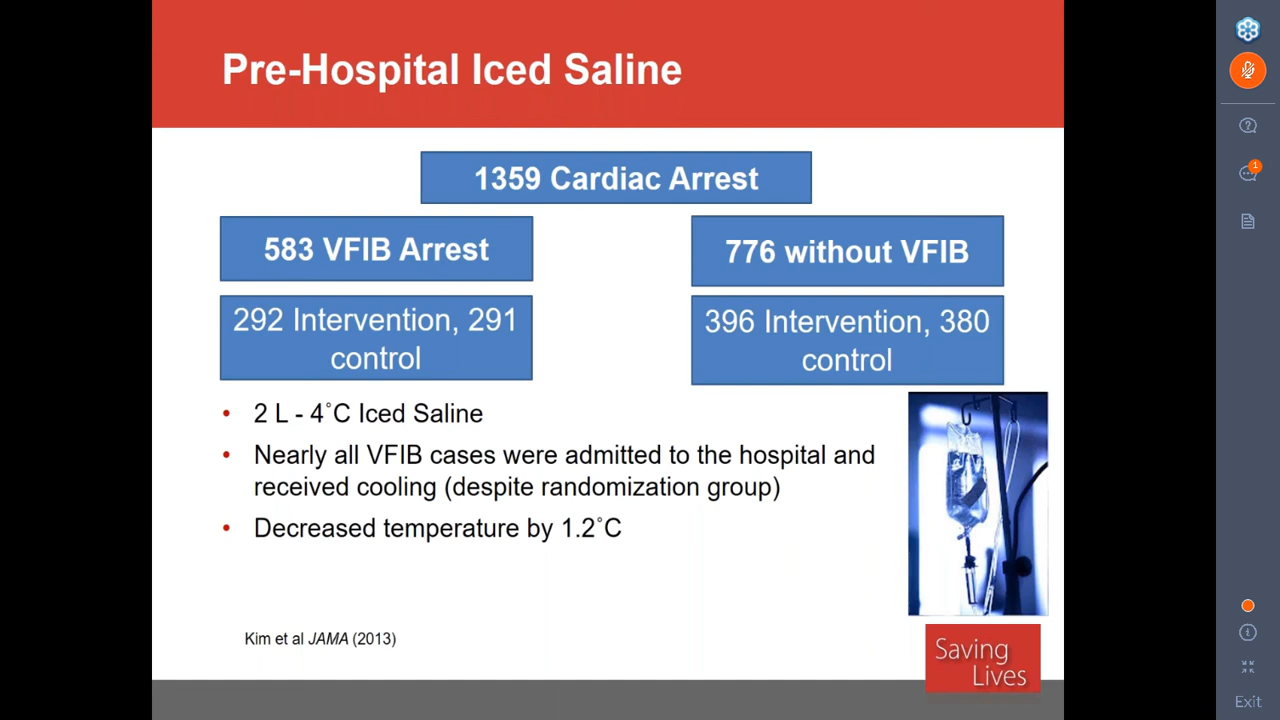 Pre-Hospital Iced Saline
1359 Cardiac Arrest
583 VFIB Arrest
776 without VFIB
292 Intervention, 291
control
396 Intervention, 380
control
• 2 L - 4˚C Iced Saline
• Nearly all VFIB cases were admitted to the hospital and
received cooling (despite randomization group)
• Decreased temperature by 1.2˚C
Kim et al JAMA (2013)
Saving
Lives
1
Exit